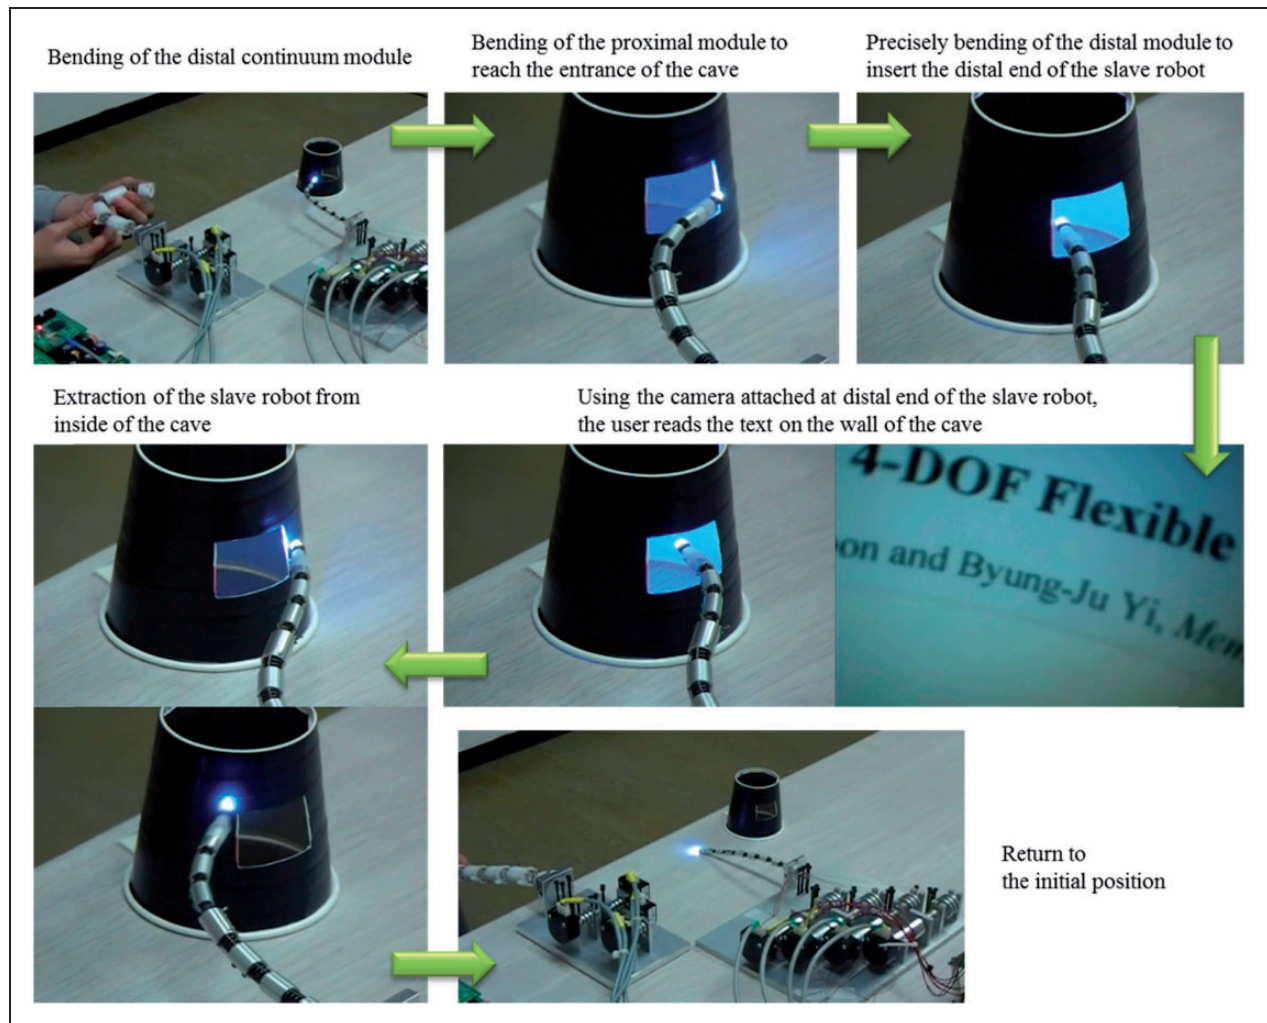 Bending of the distal continuum module
Bending of the proximal module to
reach the entrance of the cave
Precisely bending of the distal module to
insert the distal end of the slave robot
Extraction of the slave robot from
inside of the cave
Using the camera attached at distal end of the slave robot,
the user reads the text on the wall of the cave
4-DOF Flexible
and Byung-Ju Yi,
Return to
the initial position